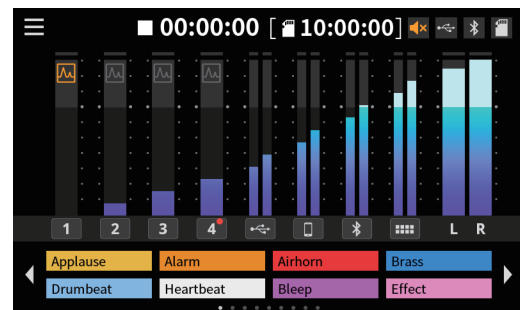 00:00:00 [10:00:00]
1 2 3 4 L R
Applause Alarm Airhorn Brass
Drumbeat Heartbeat Bleep Effect